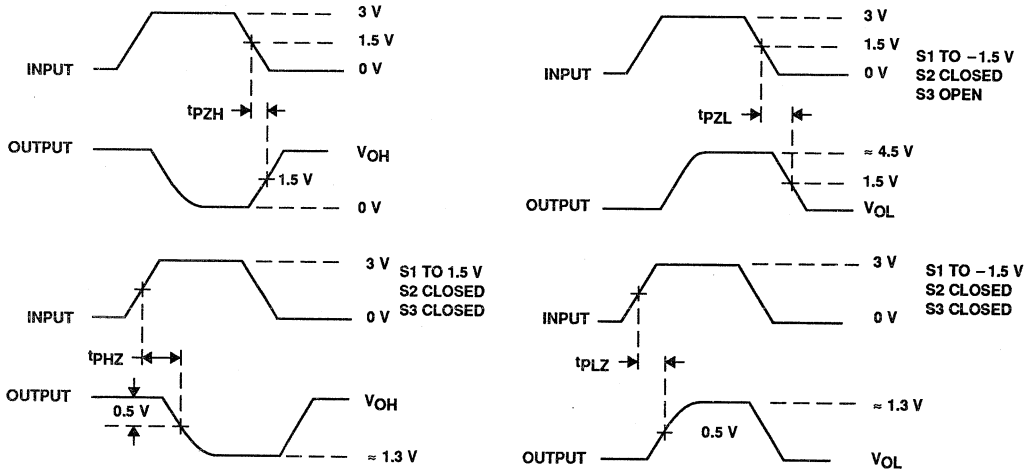 3 V
1.5 V
INPUT
0 V
tPZH
OUTPUT
VOH
1.5 V
0 V
3 V
1.5 V
INPUT
0 V
S1 TO −1.5 V
S2 CLOSED
S3 OPEN
tPZL
≈ 4.5 V
1.5 V
OUTPUT
VOL
3 V
S1 TO 1.5 V
S2 CLOSED
S3 CLOSED
INPUT
0 V
tPHZ
OUTPUT
0.5 V
VOH
≈ 1.3 V
3 V
S1 TO −1.5 V
S2 CLOSED
S3 CLOSED
INPUT
0 V
tPLZ
≈ 1.3 V
0.5 V
OUTPUT
VOL